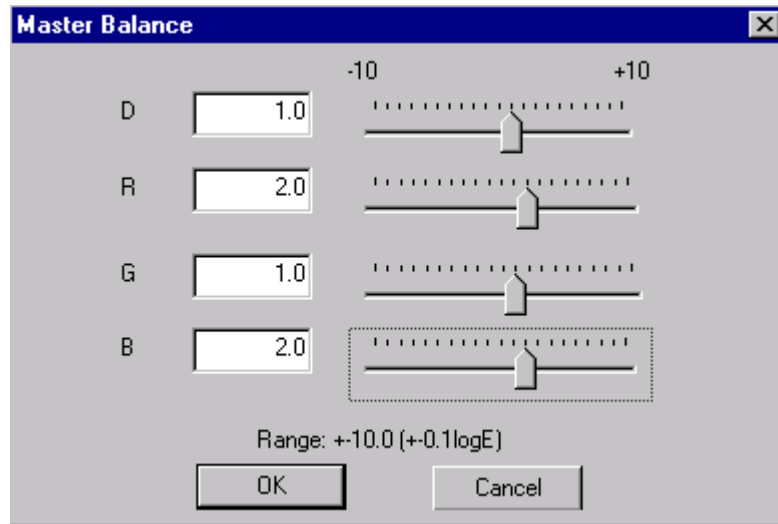 Master Balance
-10 +10
D 1.0
R 2.0
G 1.0
B 2.0
Range: +-10.0 (+-0.1logE)
OK Cancel